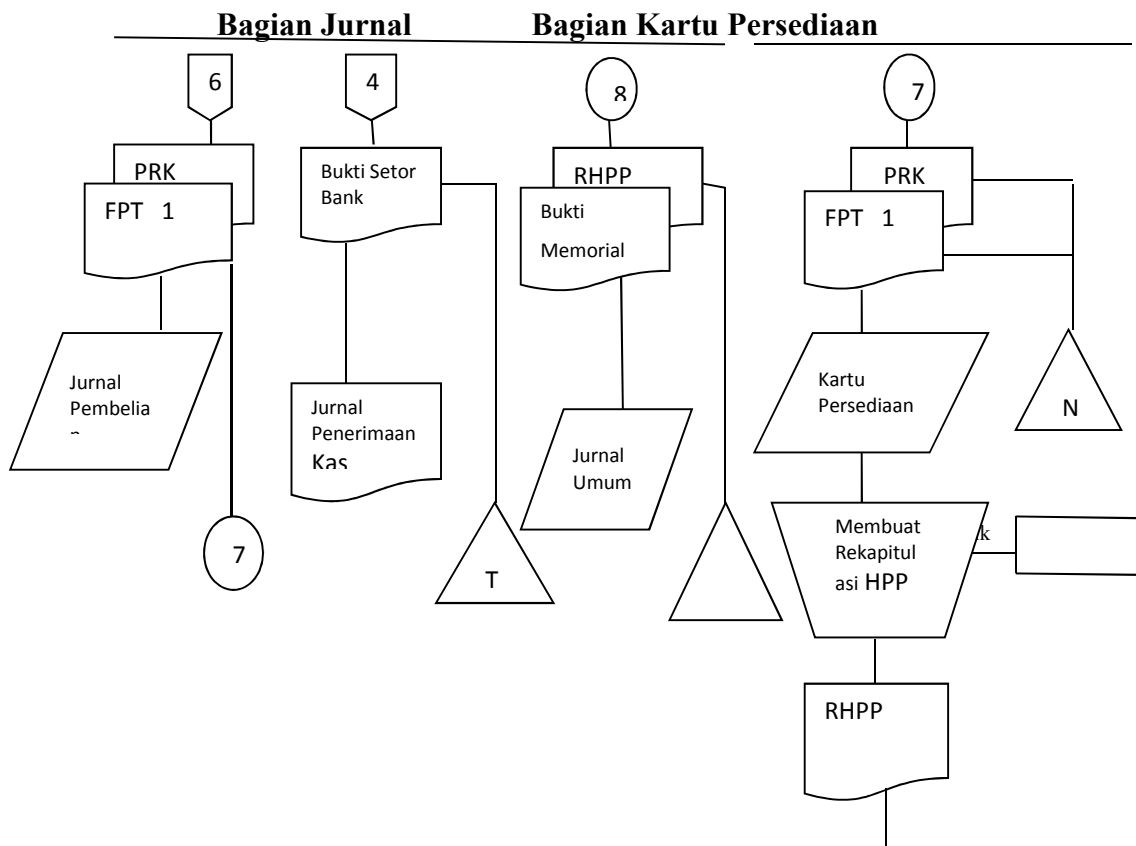 Bagian Jurnal
Bagian Kartu Persediaan
6
4
8
7
PRK
FPT 1
Bukti Setor
Bank
RHPP
Bukti
Memorial
PRK
FPT 1
Jurnal
Pembelia
Jurnal
Penerimaan
Kas
Jurnal
Umum
Kartu
Persediaan
N
7
T
Membuat
Rekapitul
asi HPP
RHPP